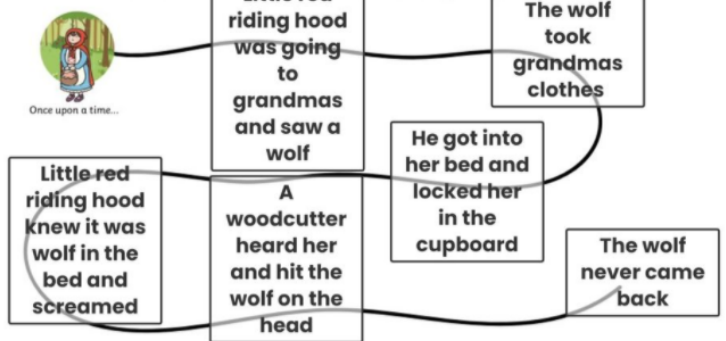 Once upon a time...
Little red
riding hood
was going
to
grandmas
and saw a
wolf
The wolf
took
grandmas
clothes
He got into
her bed and
locked her
in the
cupboard
Little red
riding hood
knew it was
wolf in the
bed and
screamed
A
woodcutter
heard her
and hit the
wolf on the
head
The wolf
never came
back